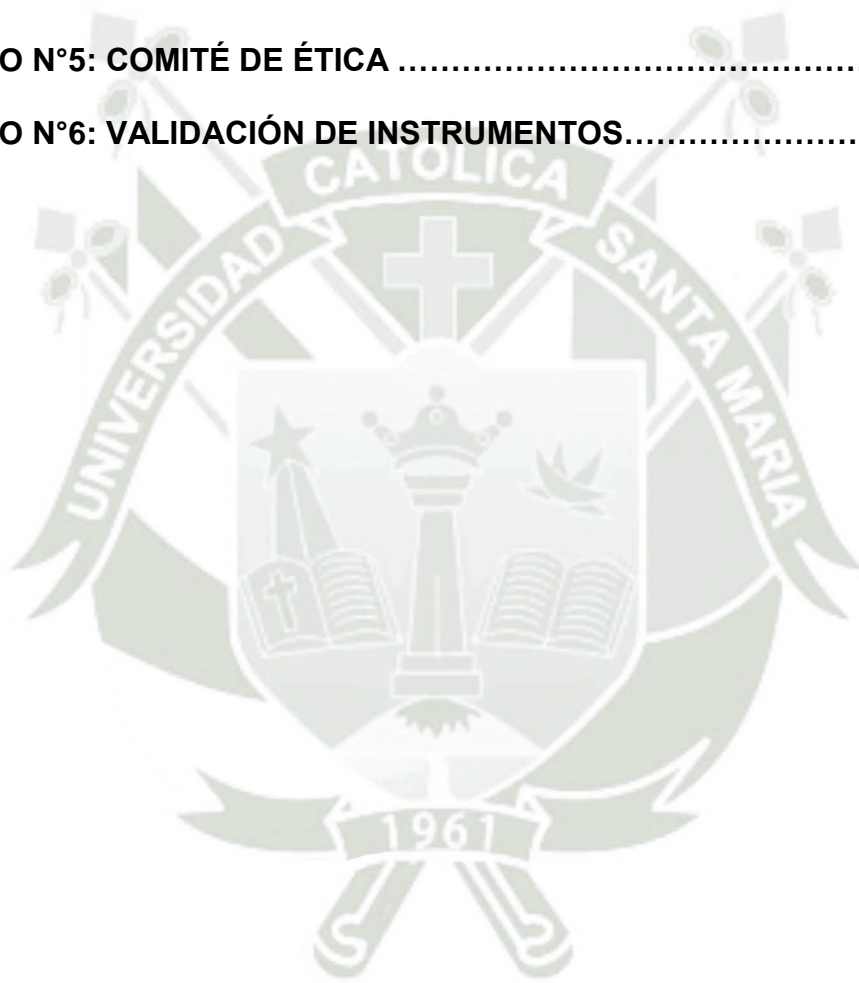 O N°5: COMITÉ DE ÉTICA ……………………………………….
O N°6: VALIDACIÓN DE INSTRUMENTOS………………….
CATOLICA
UNIVERSIDAD
SANTA MARIA
1961